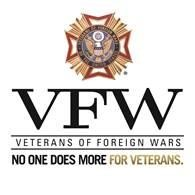 VFW
VETERANS OF FOREIGN WARS
NO ONE DOES MORE FOR VETERANS.